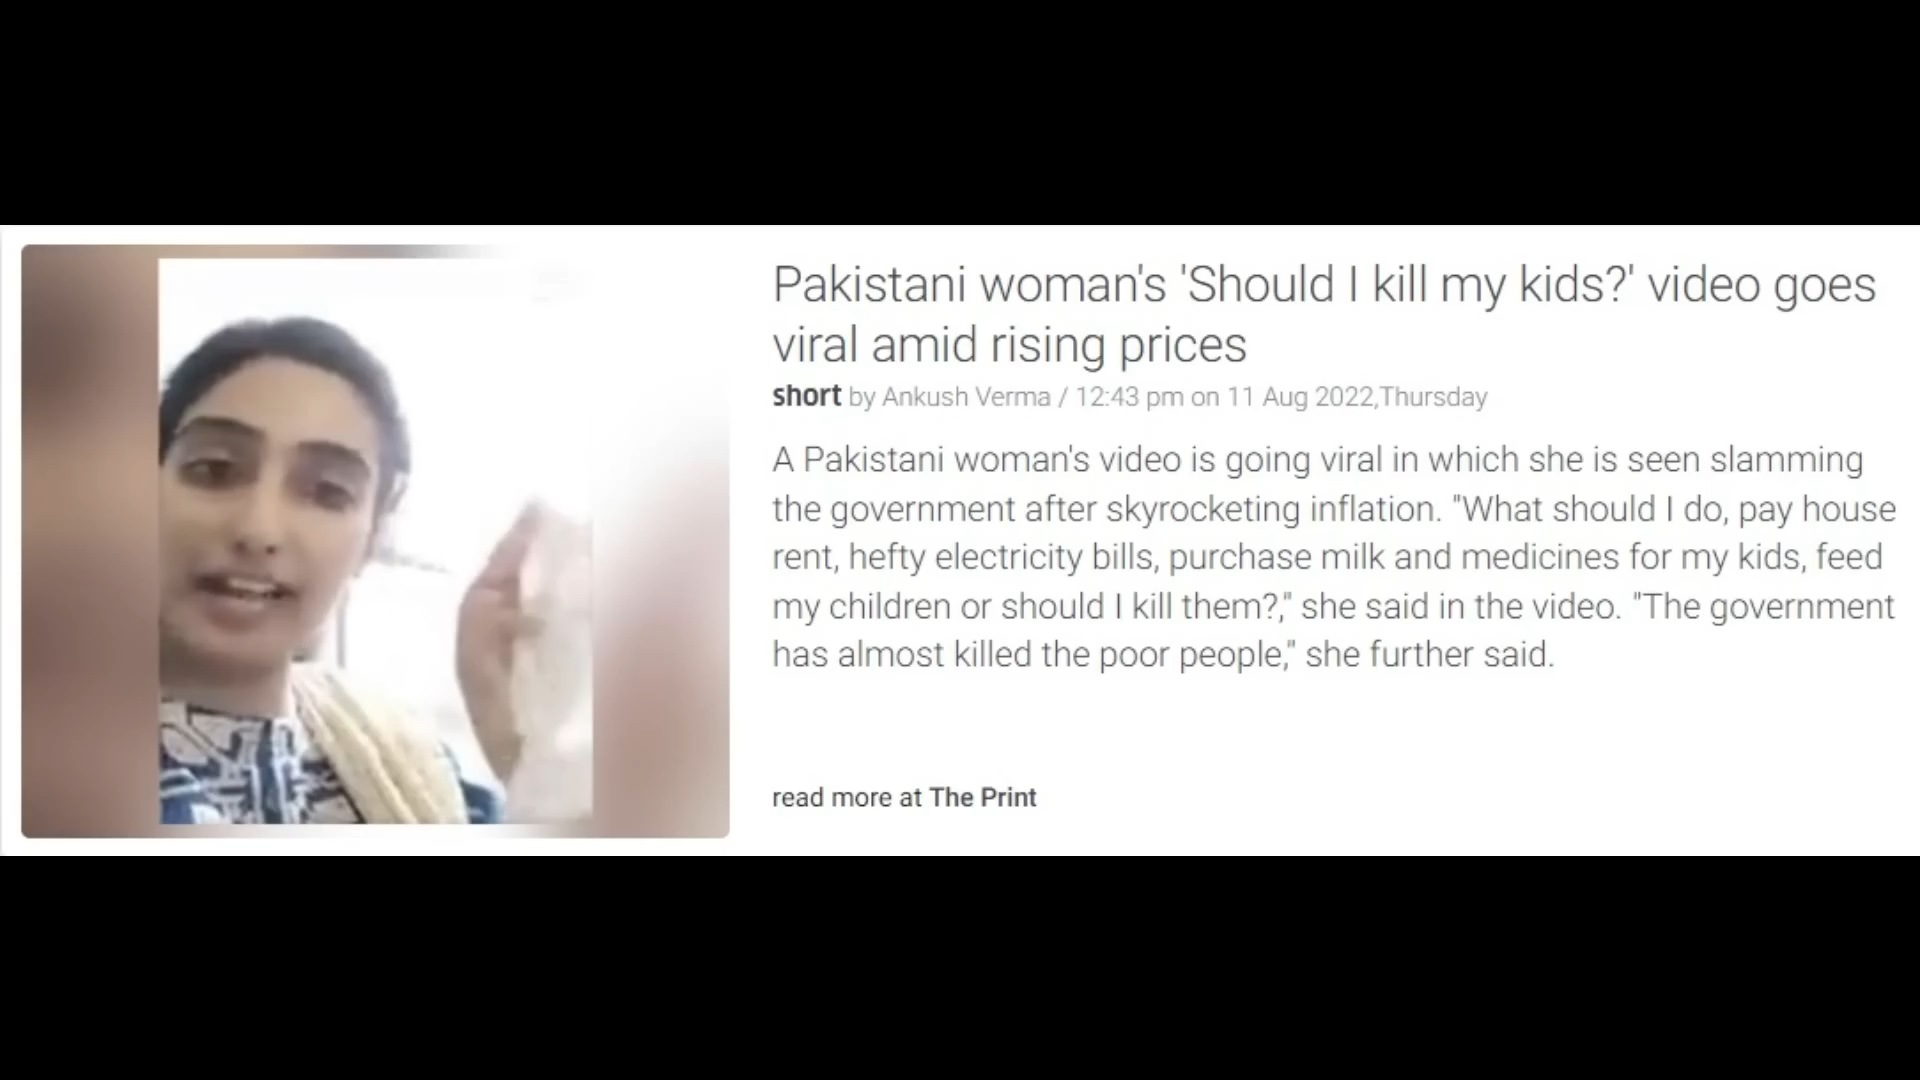 Pakistani woman's 'Should I kill my kids?' video goes
viral amid rising prices
short by Ankush Verma / 12:43 pm on 11 Aug 2022,Thursday
A Pakistani woman's video is going viral in which she is seen slamming
the government after skyrocketing inflation. "What should I do, pay house
rent, hefty electricity bills, purchase milk and medicines for my kids, feed
my children or should I kill them?," she said in the video. "The government
has almost killed the poor people," she further said.
read more at The Print